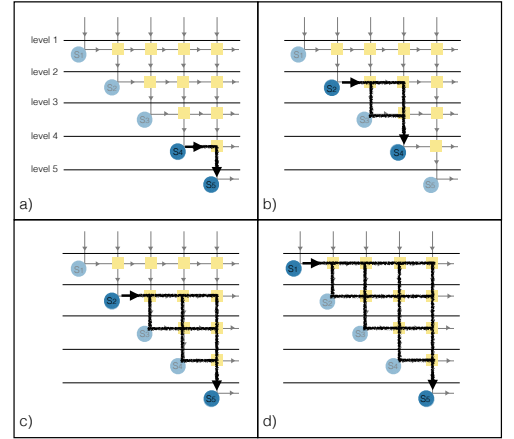 level 1
S1
level 2
S2
level 3
S3
level 4
S4
level 5
S5
a)
S1
S2
S3
S4
S5
b)
S1
S2
S3
S4
S5
c)
S1
S2
S3
S4
S5
d)